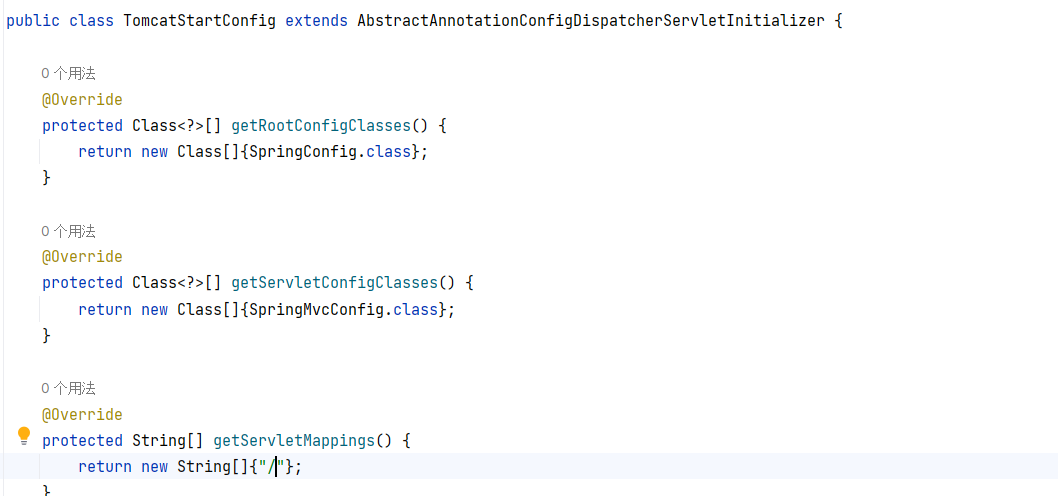 public class TomcatStartConfig extends AbstractAnnotationConfigDispatcherServletInitializer {
0 个用法
@Override
protected Class<?>[] getRootConfigClasses() {
return new Class[]{SpringConfig.class};
}
0 个用法
@Override
protected Class<?>[] getServletConfigClasses() {
return new Class[]{SpringMvcConfig.class};
}
0 个用法
@Override
protected String[] getServletMappings() {
return new String[]{"/"};
}